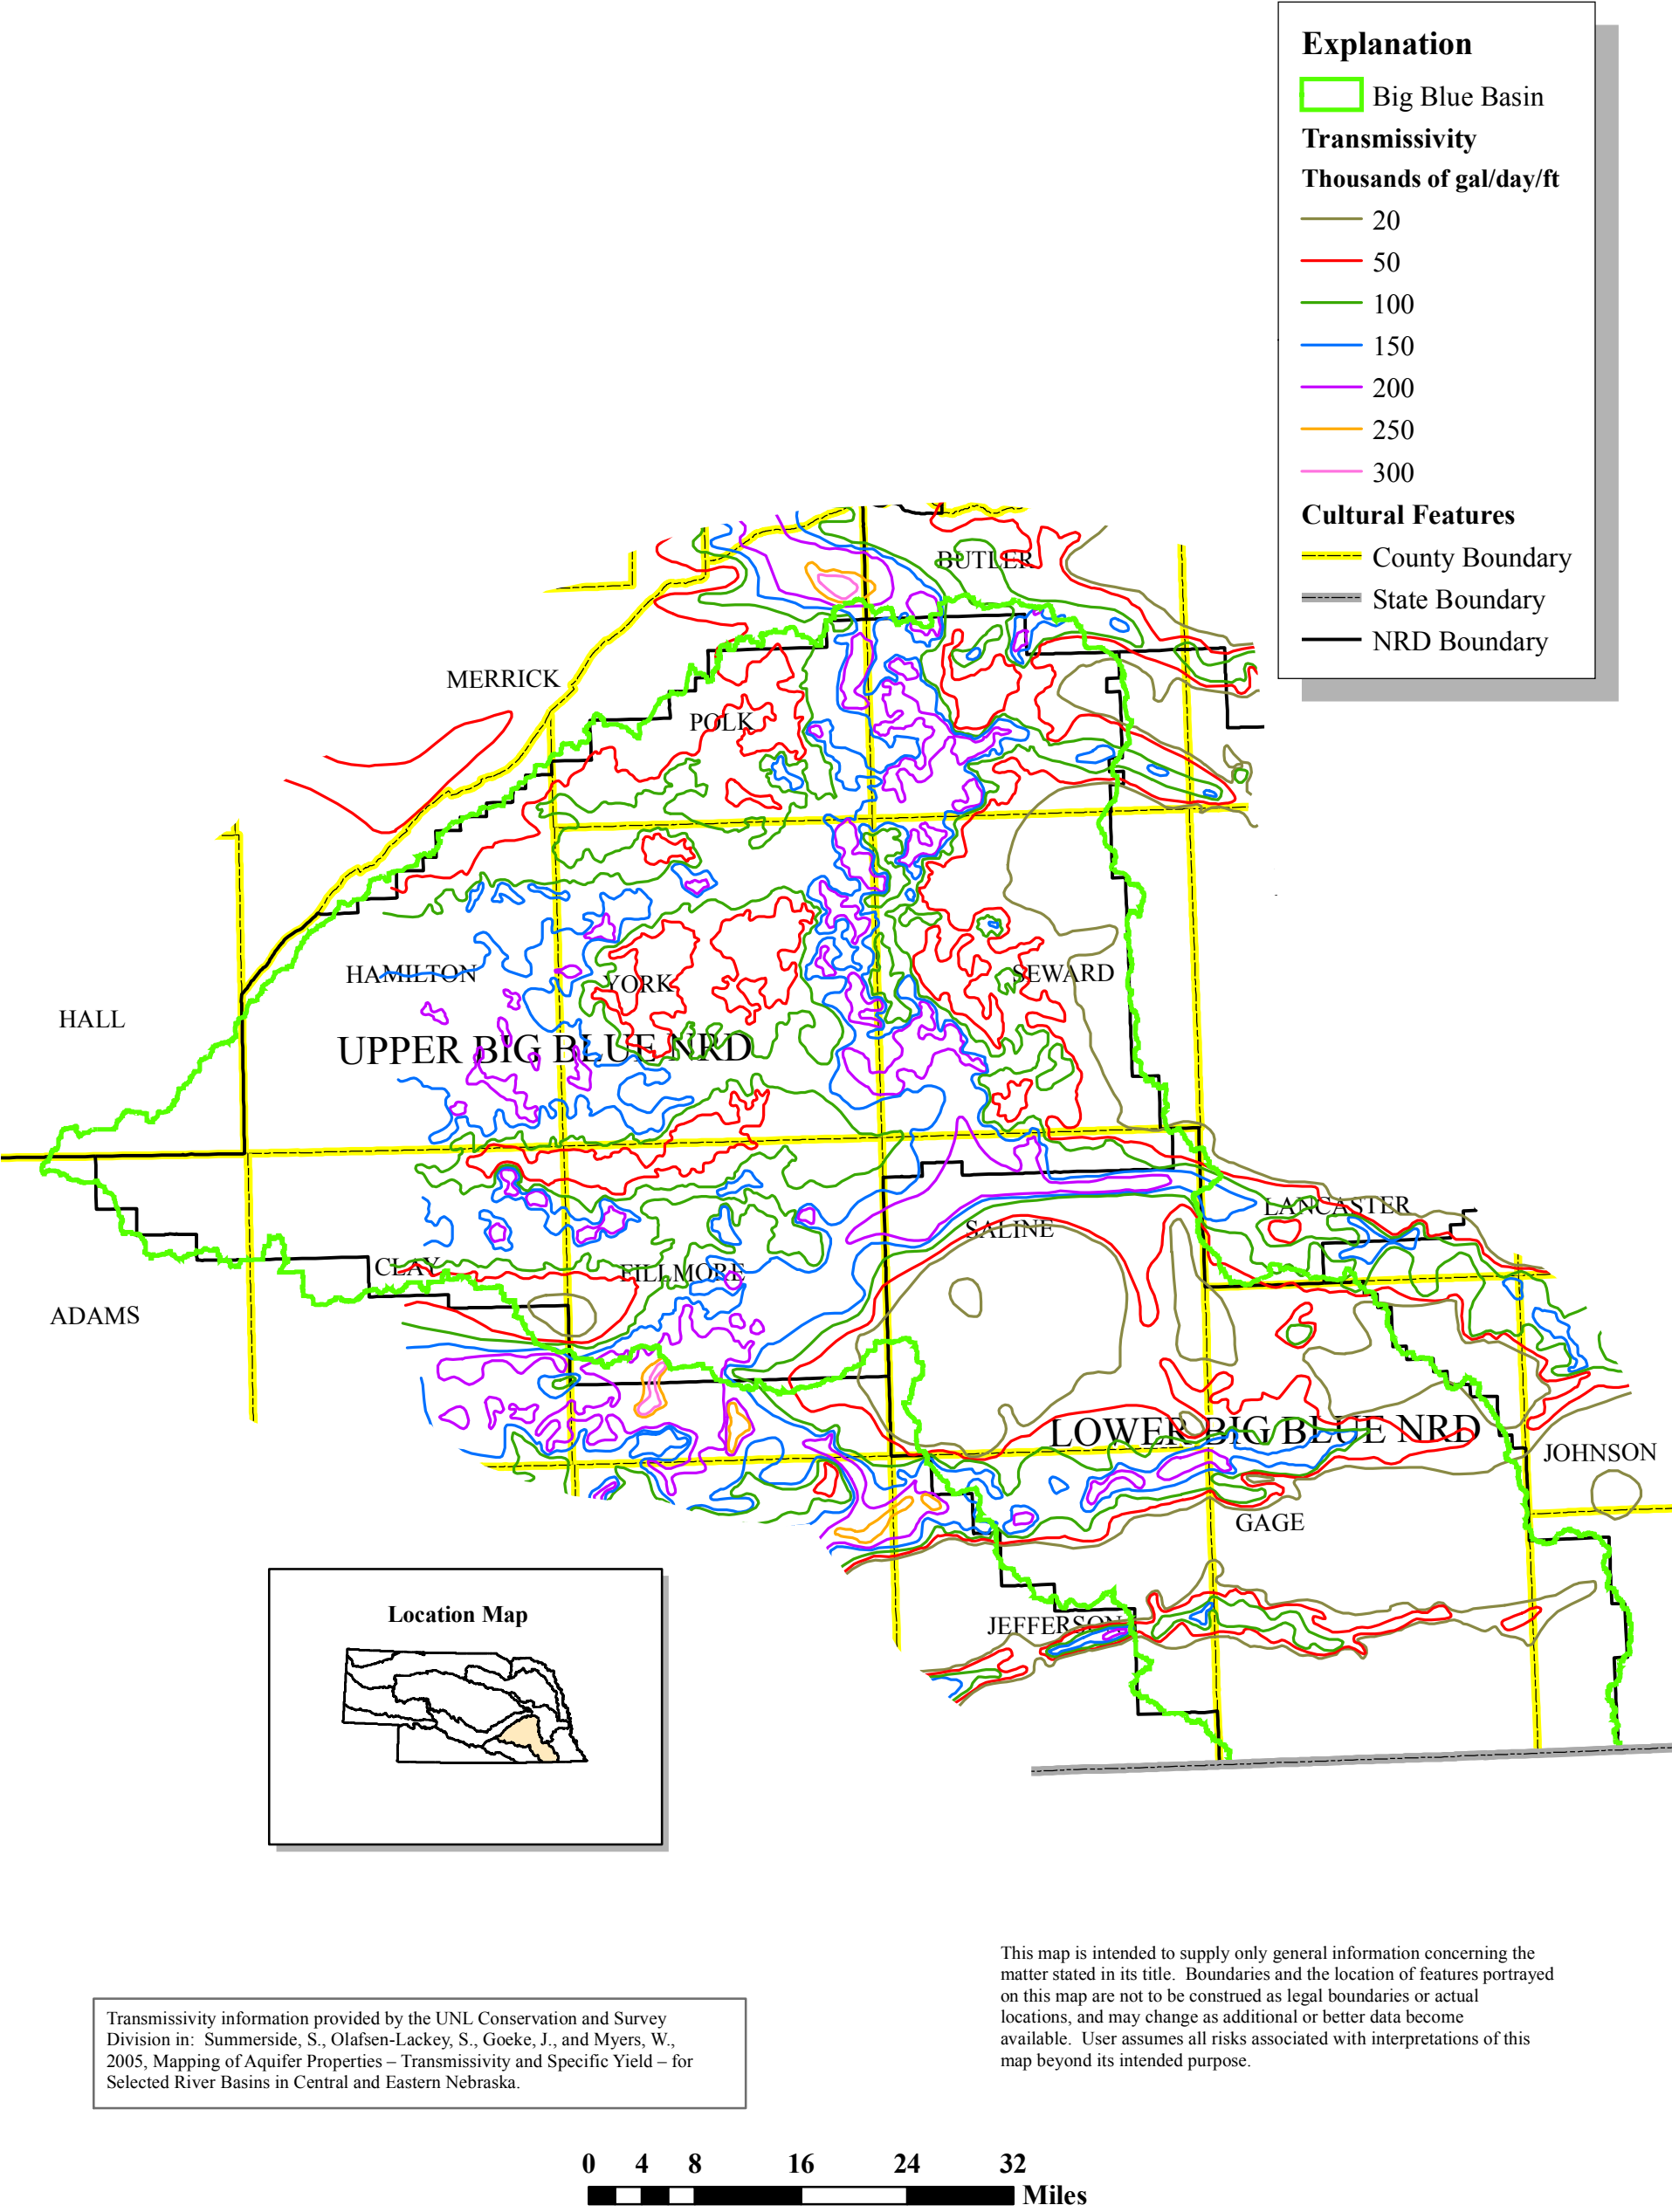 Explanation
Big Blue Basin
Transmissivity
Thousands of gal/day/ft
20
50
100
150
200
250
300
Cultural Features
County Boundary
State Boundary
NRD Boundary
BUTLER
MERRICK
POLK
HAMILTON
YORK
SEWARD
HALL
UPPER BIG BLUE NRD
LANCASTER
SALINE
CLAY
FILLMORE
ADAMS
LOWER BIG BLUE NRD
JOHNSON
GAGE
JEFFERSON
Location Map
This map is intended to supply only general information concerning the
matter stated in its title.  Boundaries and the location of features portrayed
on this map are not to be construed as legal boundaries or actual
locations, and may change as additional or better data become
available.  User assumes all risks associated with interpretations of this
map beyond its intended purpose.
Transmissivity information provided by the UNL Conservation and Survey
Division in:  Summerside, S., Olafsen-Lackey, S., Goeke, J., and Myers, W.,
2005, Mapping of Aquifer Properties – Transmissivity and Specific Yield – for
Selected River Basins in Central and Eastern Nebraska.
0 4 8 16 24 32
Miles